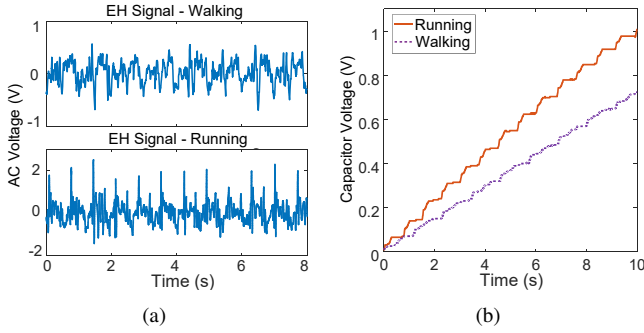 EH Signal - Walking
1
0
-1
EH Signal - Running
2
0
-2
AC Voltage (V)
0 2 4 6 8
Time (s)
(a)
Running
Walking
1
0.8
0.6
0.4
0.2
0
Capacitor Voltage (V)
0 2 4 6 8 10
Time (s)
(b)